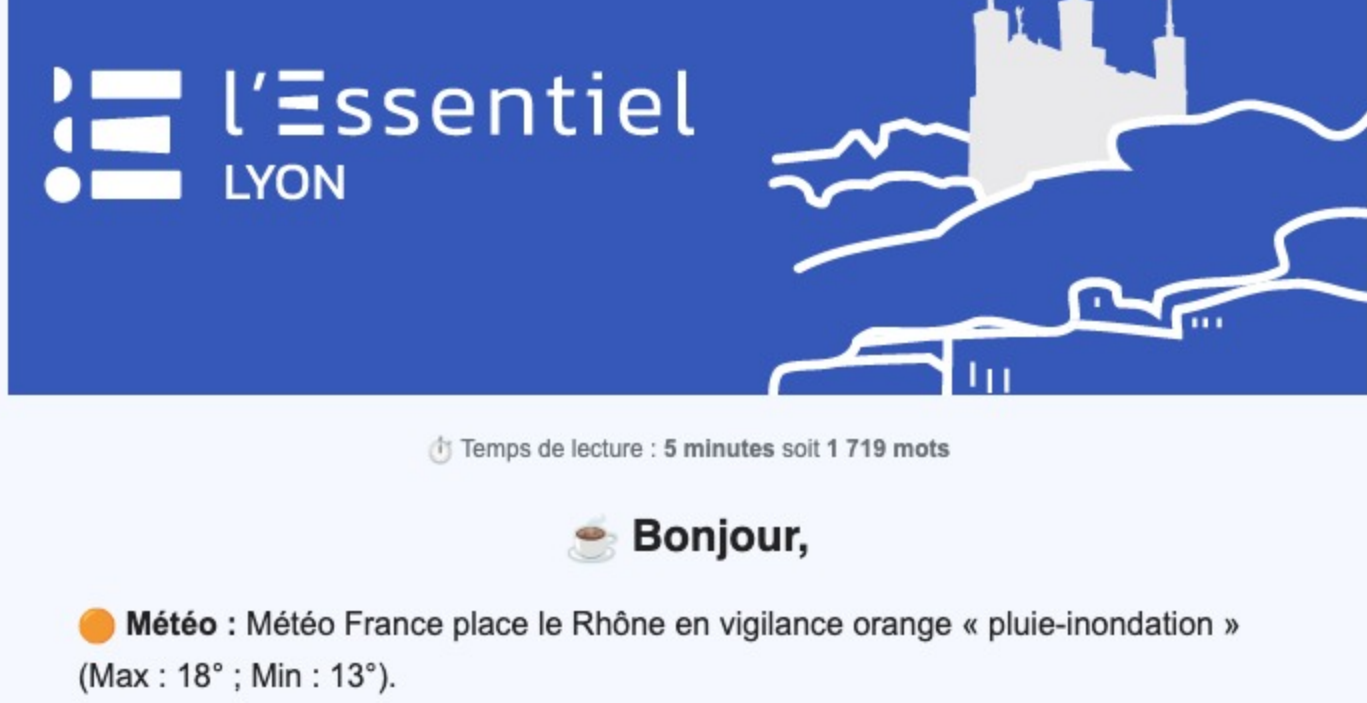 l'Essentiel
LYON
Temps de lecture : 5 minutes soit 1 719 mots
Bonjour,
Météo : Météo France place le Rhône en vigilance orange « pluie-inondation »
(Max : 18° ; Min : 13°).